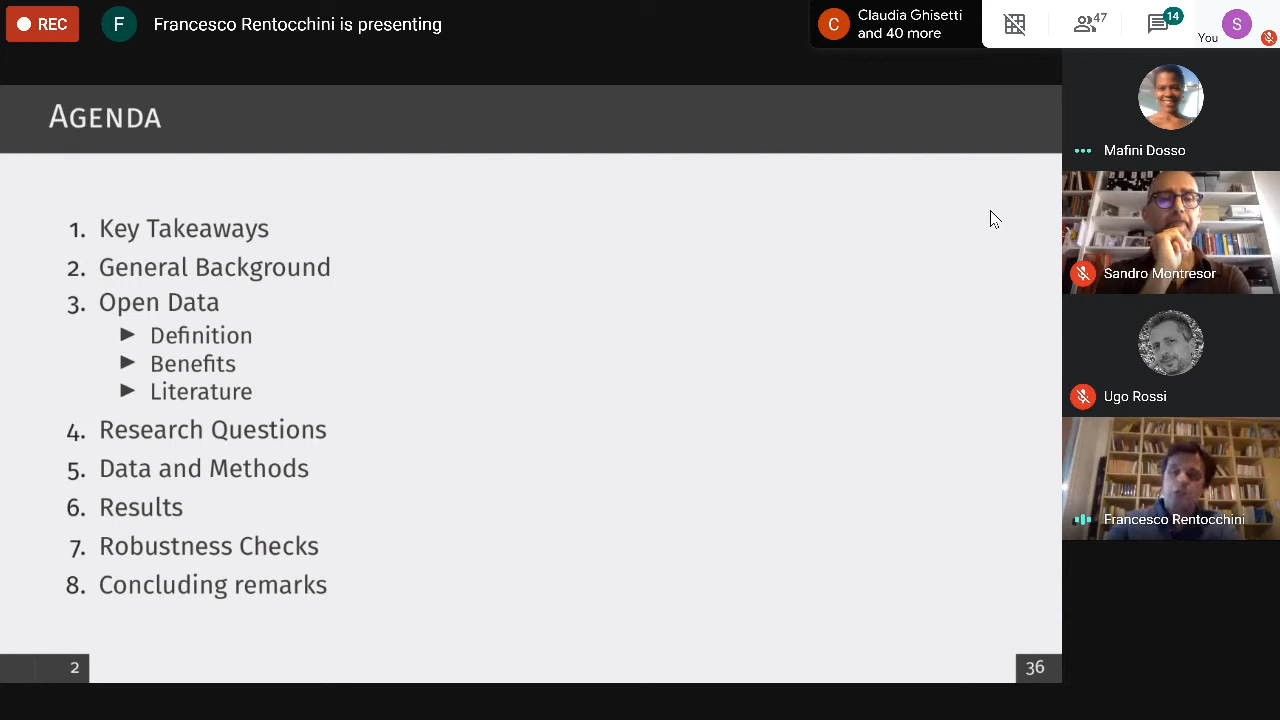 REC
F
Francesco Rentocchini is presenting
C
Claudia Ghisetti
and 40 more
47
14
You
S
AGENDA
1. Key Takeaways
2. General Background
3. Open Data
► Definition
► Benefits
► Literature
4. Research Questions
5. Data and Methods
6. Results
7. Robustness Checks
8. Concluding remarks
2
36
Mafini Dosso
Sandro Montresor
Ugo Rossi
Francesco Rentocchini